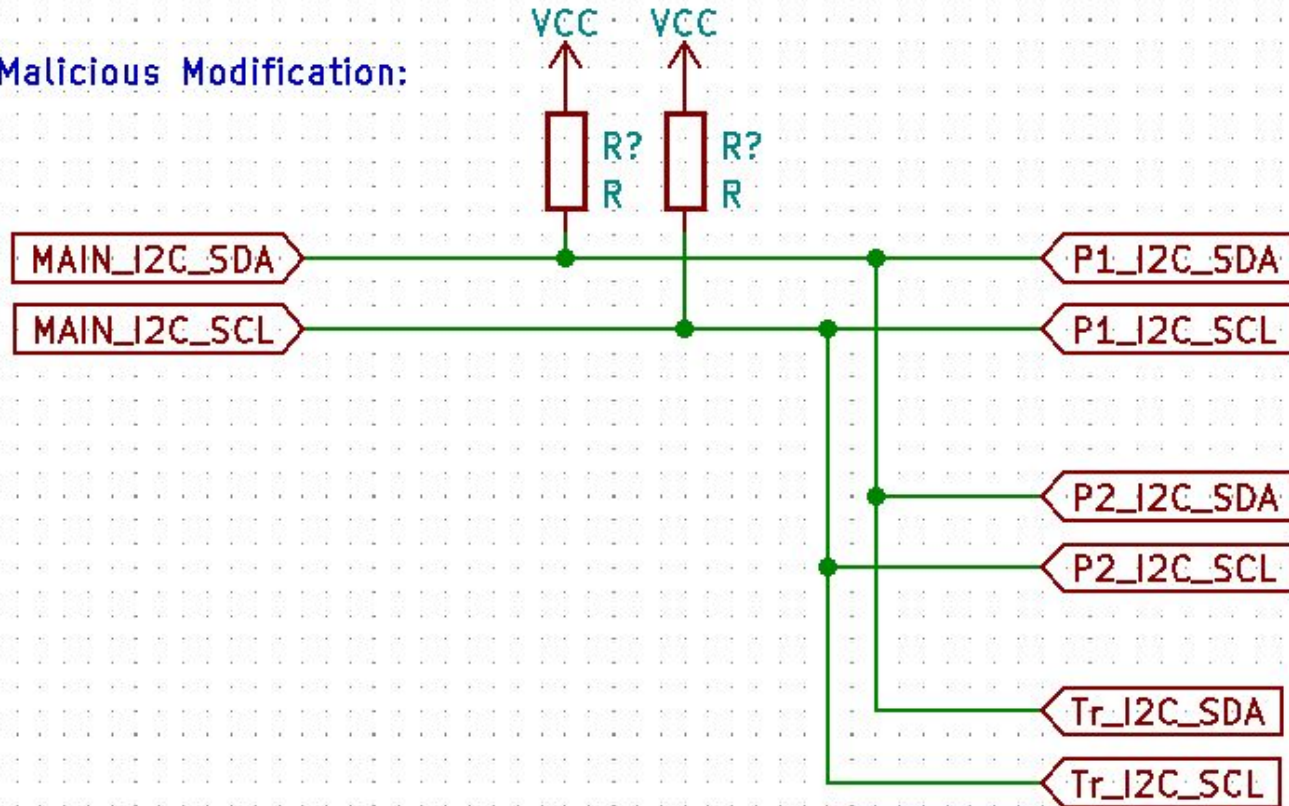 VCC VCC
Malicious Modification:
R? R?
R R
MAIN_I2C_SDA P1_I2C_SDA
MAIN_I2C_SCL P1_I2C_SCL
P2_I2C_SDA
P2_I2C_SCL
Tr_I2C_SDA
Tr_I2C_SCL